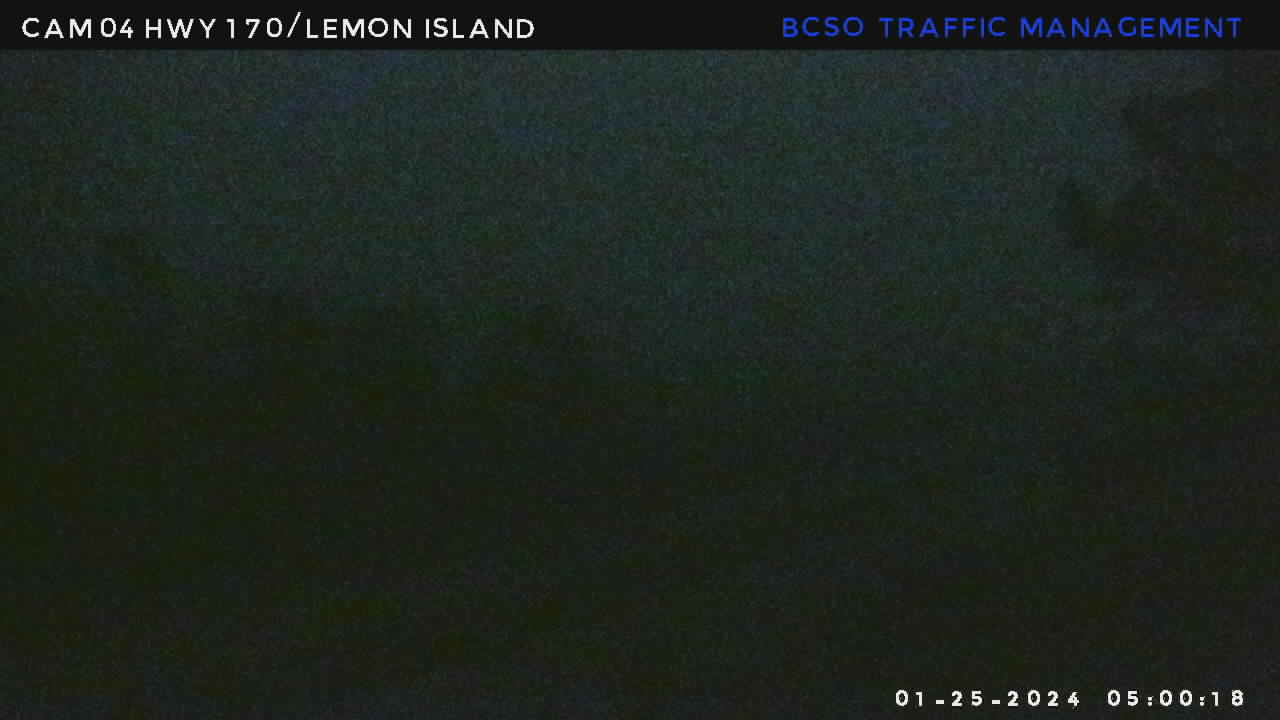 CAM04 HWY 170/LEMON ISLAND
BCSO TRAFFIC MANAGEMENT
01-25-2024 05:00:18